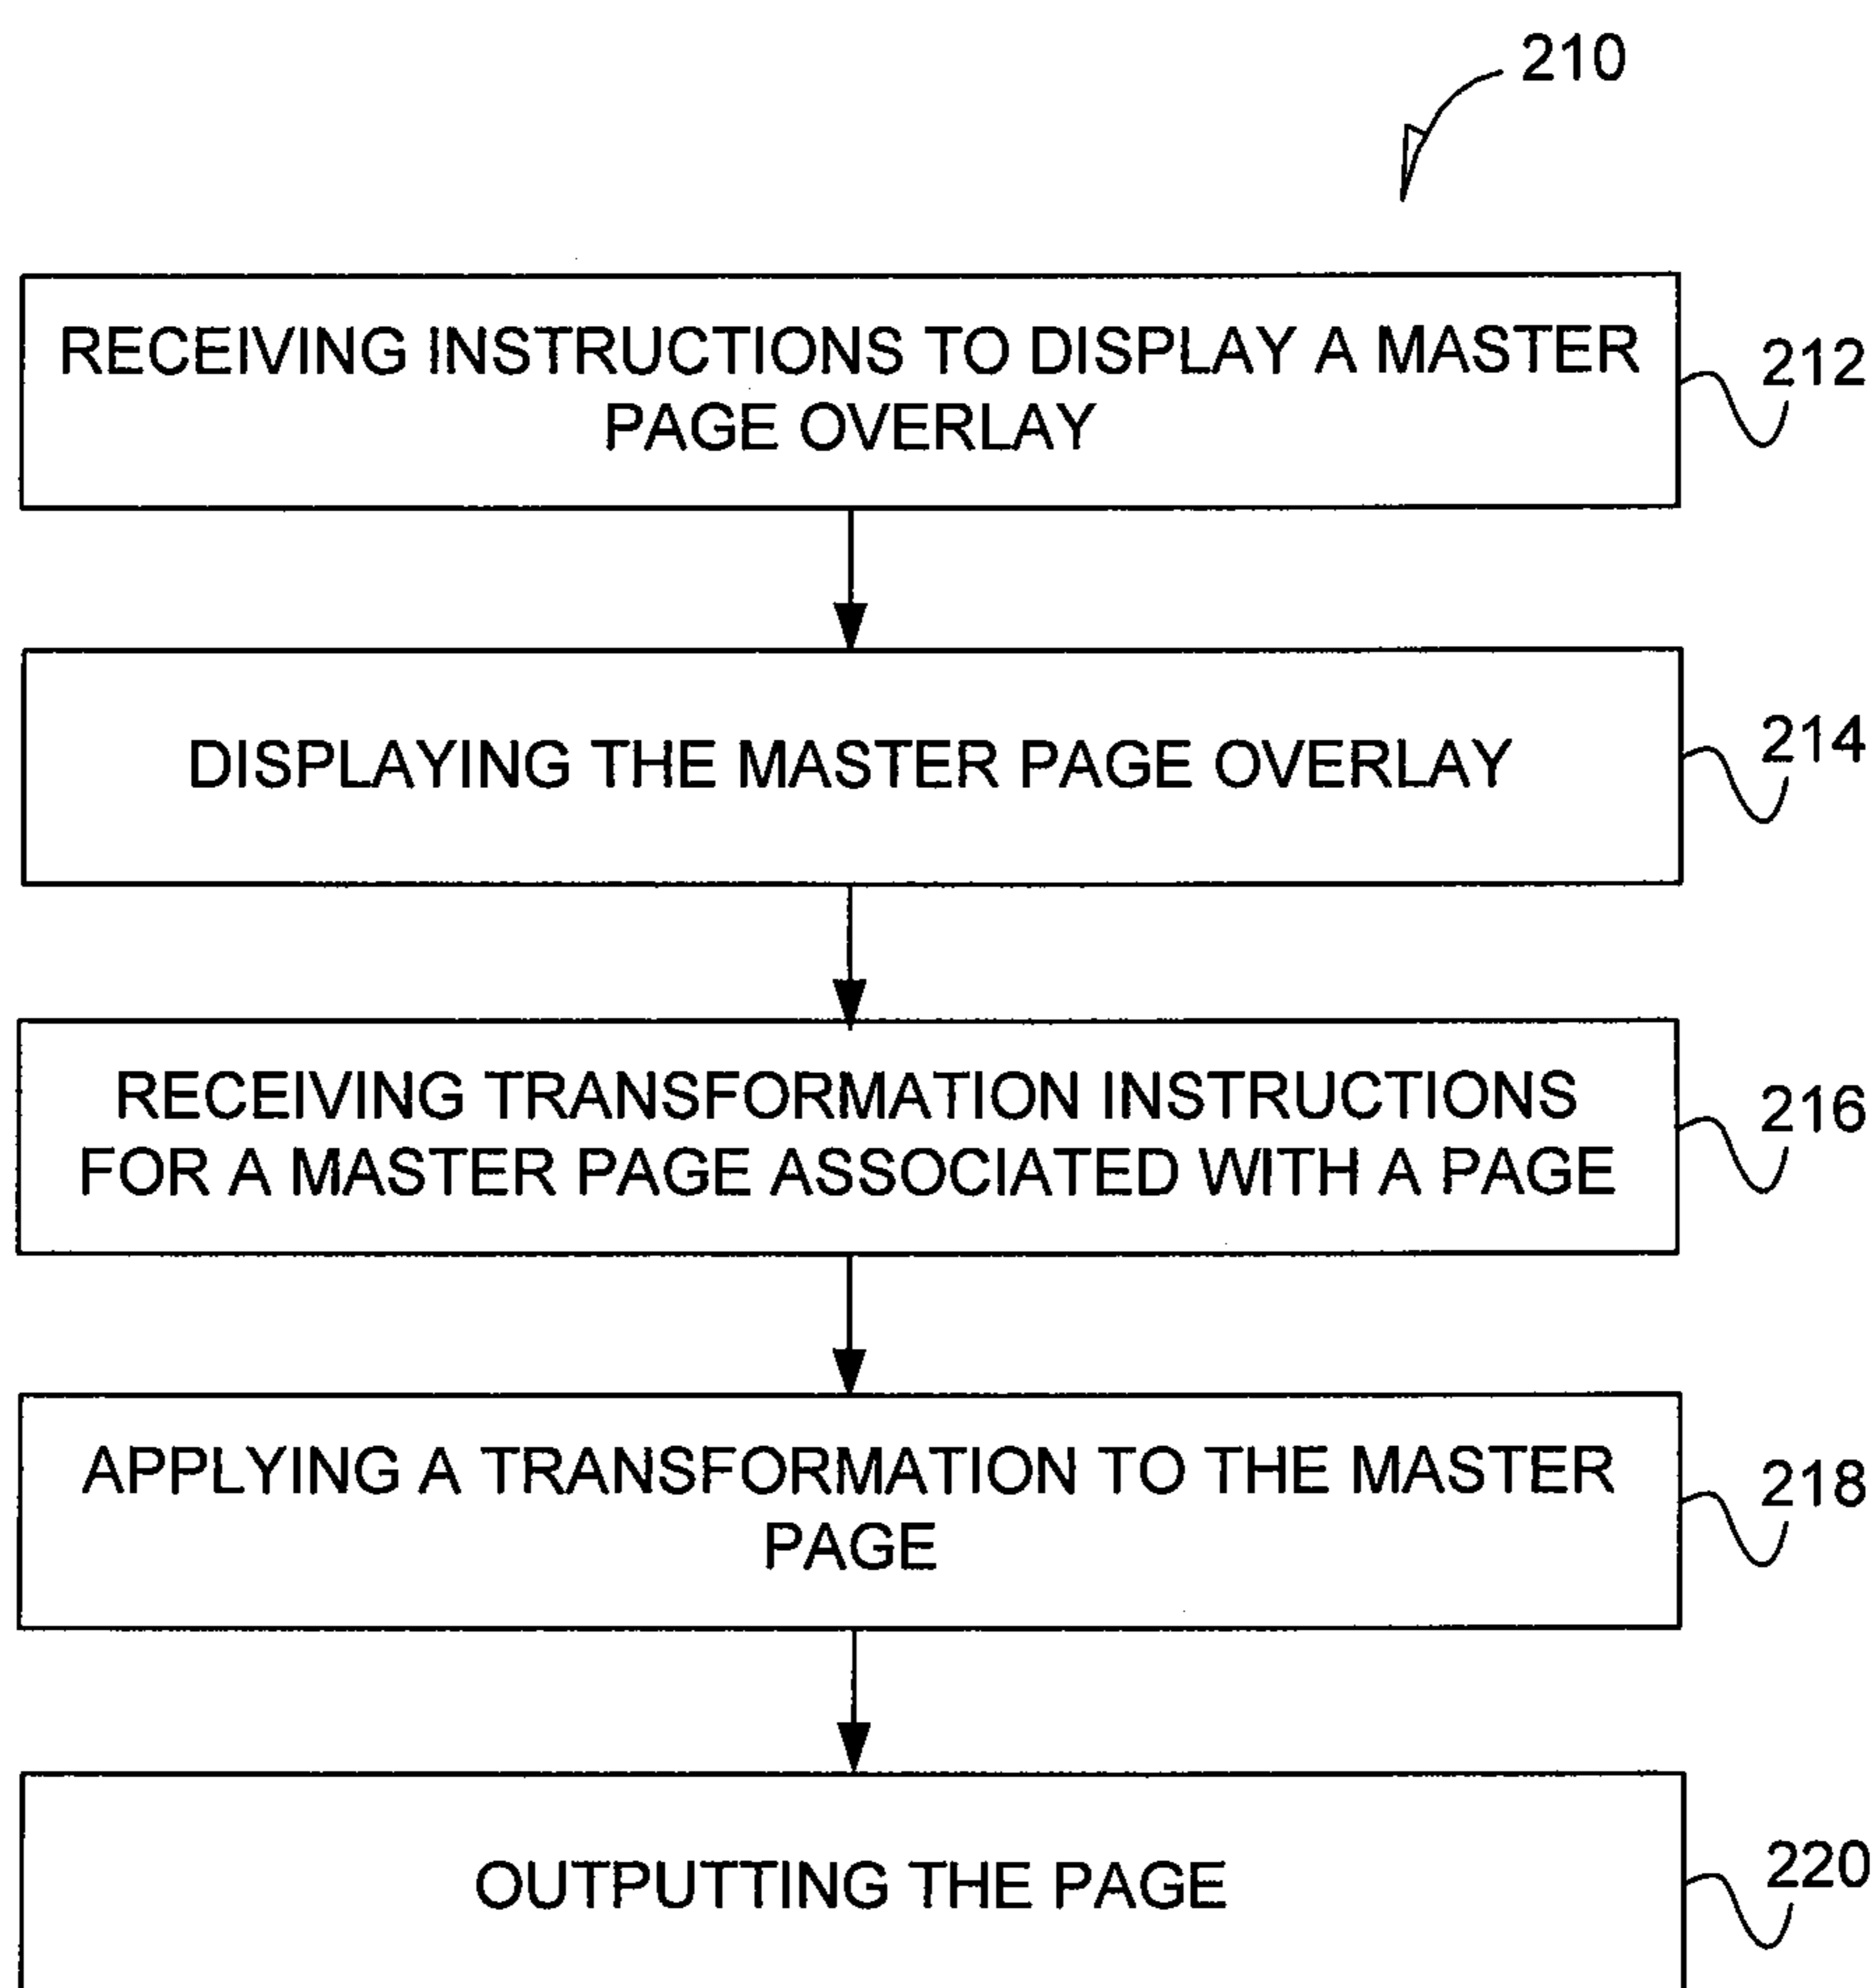 210
RECEIVING INSTRUCTIONS TO DISPLAY A MASTER
PAGE OVERLAY
212
DISPLAYING THE MASTER PAGE OVERLAY
214
RECEIVING TRANSFORMATION INSTRUCTIONS
FOR A MASTER PAGE ASSOCIATED WITH A PAGE
216
APPLYING A TRANSFORMATION TO THE MASTER
PAGE
218
OUTPUTTING THE PAGE
220